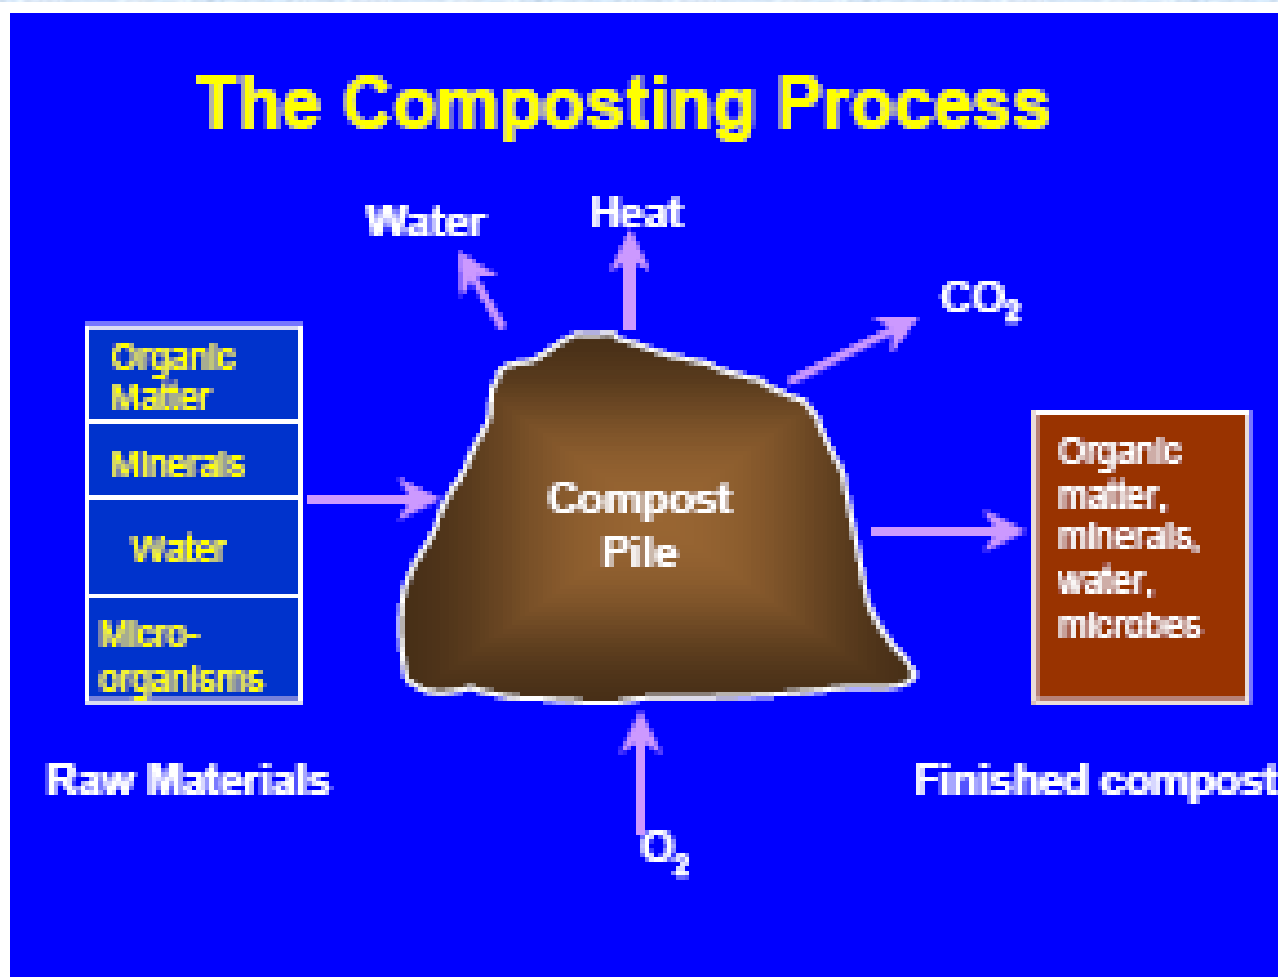 The Composting Process
Water
Heat
CO₂
Organic
Matter
Minerals
Water
Micro-
organisms
Compost
Pile
Organic
matter,
minerals,
water,
microbes
Raw Materials
Finished compost
O₂